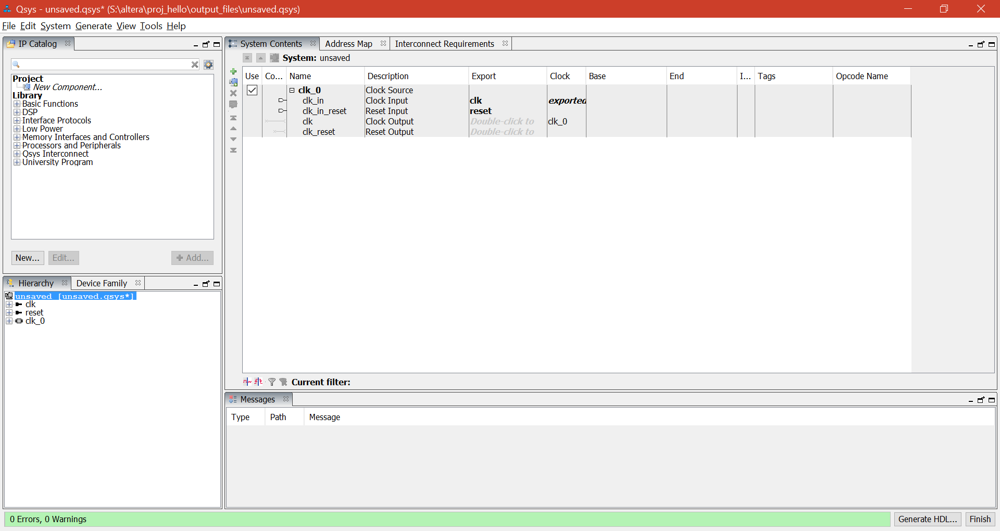 Qsys - unsaved.qsys* (S:\altera\proj_hello\output_files\unsaved.qsys)
File Edit System Generate View Tools Help
IP Catalog
Project
New Component...
Library
Basic Functions
DSP
Interface Protocols
Low Power
Memory Interfaces and Controllers
Processors and Peripherals
Qsys Interconnect
University Program
New... Edit... Add...
Hierarchy Device Family
unsaved [unsaved.qsys*]
clk
reset
clk_0
System Contents Address Map Interconnect Requirements
System: unsaved
Use Co... Name Description Export Clock Base End I... Tags Opcode Name
clk_0 Clock Source
clk_in Clock Input clk exported
clk_in_reset Reset Input reset
clk Clock Output Double-click to clk_0
clk_reset Reset Output Double-click to
Current filter:
Messages
Type Path Message
0 Errors, 0 Warnings Generate HDL... Finish